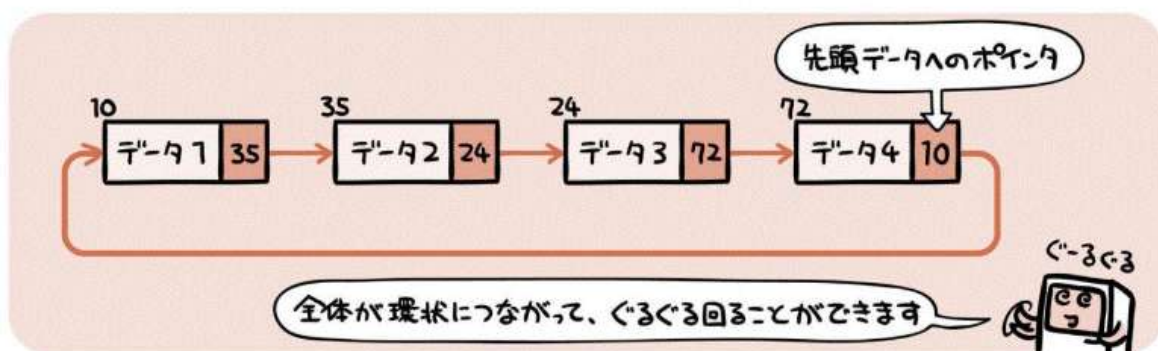 先頭データへのポインタ
10
35
24
72
データ1 35
データ2 24
データ3 72
データ4 10
ぐーるぐる
全体が環状につながって、ぐるぐる回ることができます